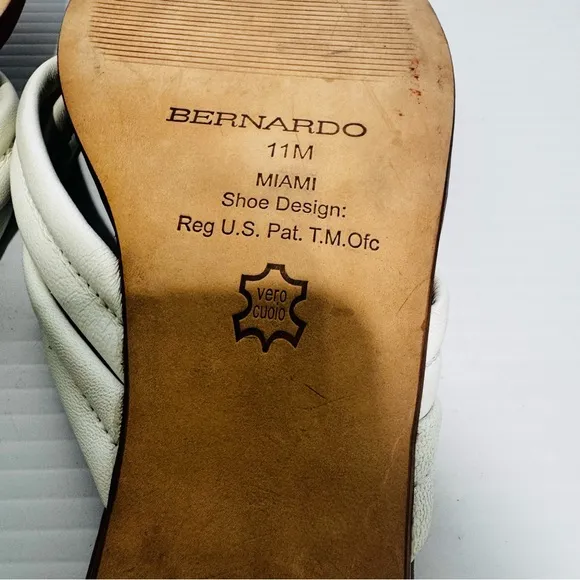 BERNARDO
11M
MIAMI
Shoe Design:
Reg U.S. Pat. T.M.Ofc
vero
cuoio